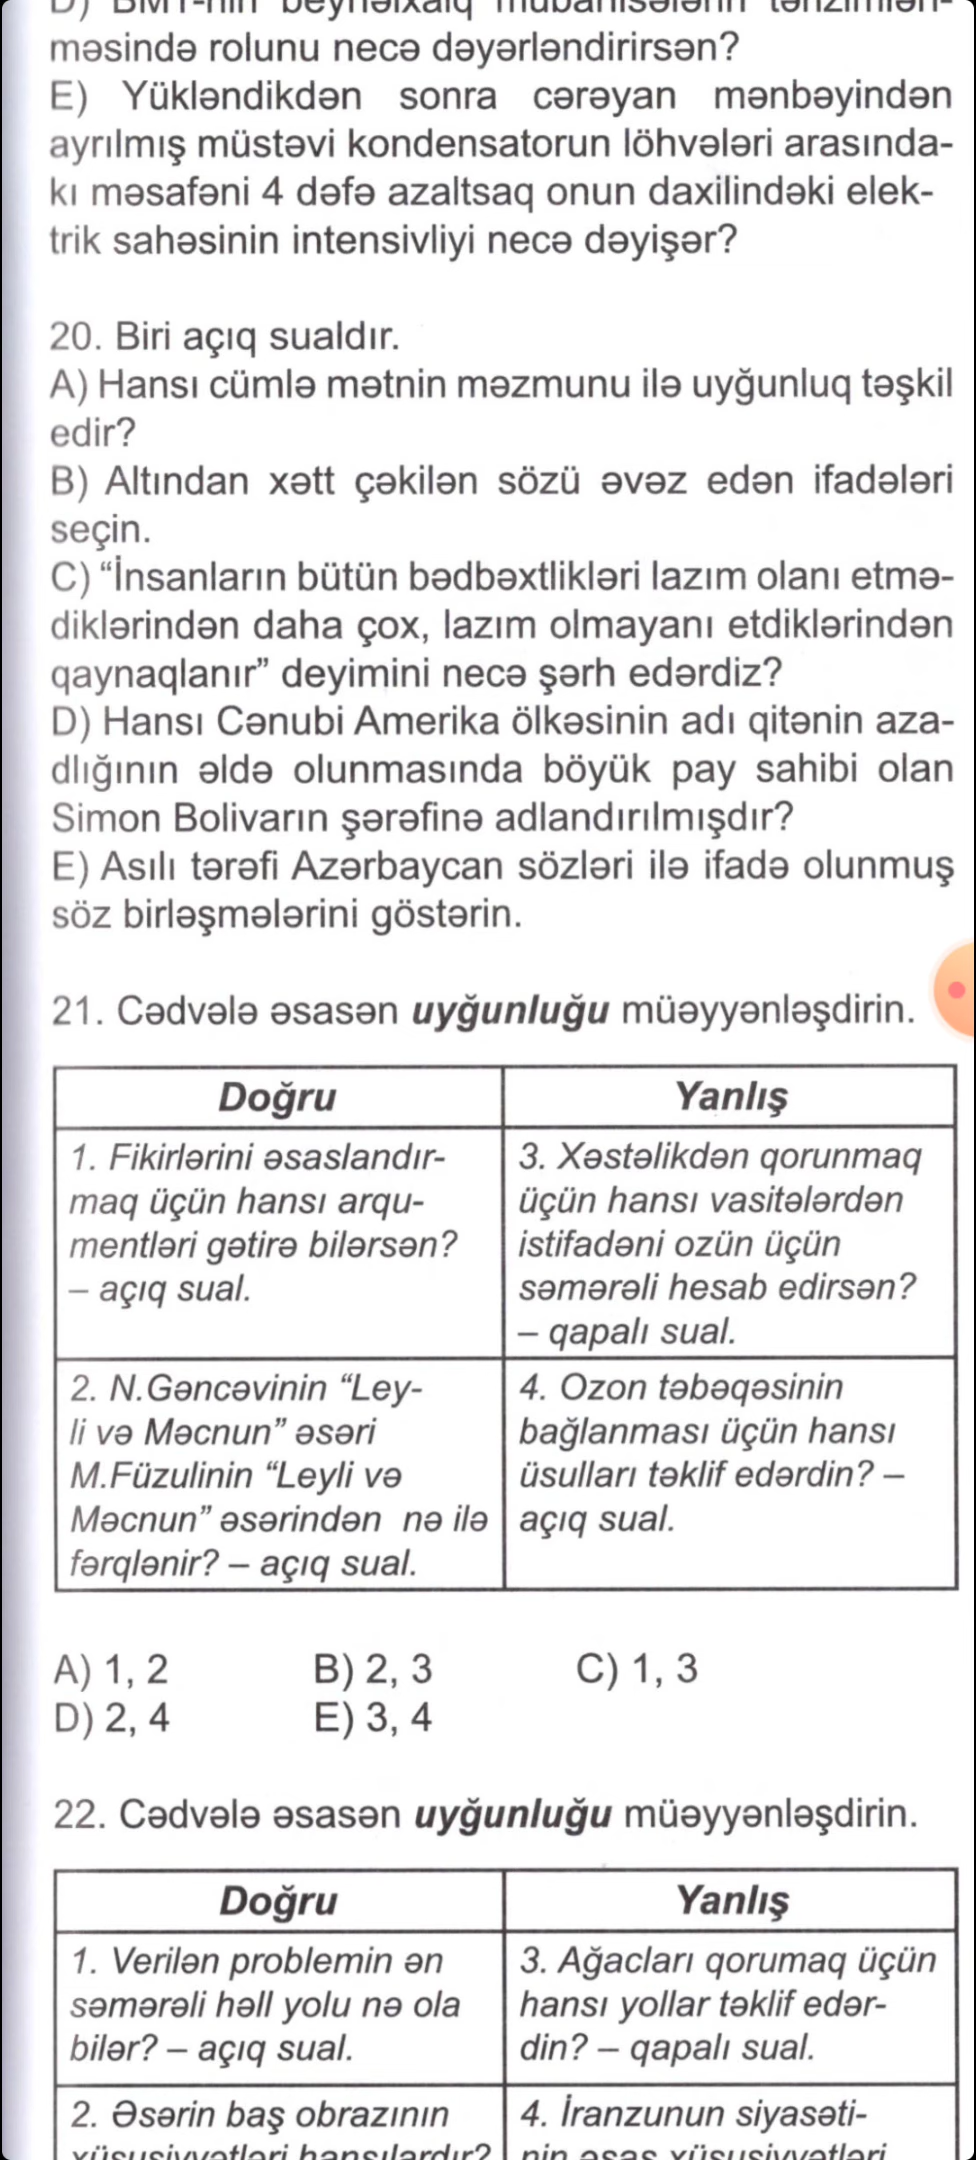 məsində rolunu necə dəyərləndirirsən?
E) Yükləndikdən sonra cərəyan mənbəyindən
ayrılmış müstəvi kondensatorun löhvələri arasında-
kı məsafəni 4 dəfə azaltsaq onun daxilindəki elek-
trik sahəsinin intensivliyi necə dəyişər?
20. Biri açıq sualdır.
A) Hansı cümlə mətnin məzmunu ilə uyğunluq təşkil
edir?
B) Altından xətt çəkilən sözü əvəz edən ifadələri
seçin.
C) “İnsanların bütün bədbəxtlikləri lazım olanı etmə-
diklərindən daha çox, lazım olmayanı etdiklərindən
qaynaqlanır” deyimini necə şərh edərdiz?
D) Hansı Cənubi Amerika ölkəsinin adı qitənin aza-
dlığının əldə olunmasında böyük pay sahibi olan
Simon Bolivarın şərəfinə adlandırılmışdır?
E) Asılı tərəfi Azərbaycan sözləri ilə ifadə olunmuş
söz birləşmələrini göstərin.
21. Cədvələ əsasən uyğunluğu müəyyənləşdirin.
Doğru
1. Fikirlərini əsaslandır-
maq üçün hansı arqu-
mentləri gətirə bilərsən?
– açıq sual.
2. N.Gəncəvinin “Ley-
li və Məcnun” əsəri
M.Füzulinin “Leyli və
Məcnun” əsərindən nə ilə
fərqlənir? – açıq sual.
Yanlış
3. Xəstəlikdən qorunmaq
üçün hansı vasitələrdən
istifadəni ozün üçün
səmərəli hesab edirsən?
– qapalı sual.
4. Ozon təbəqəsinin
bağlanması üçün hansı
üsulları təklif edərdin? –
açıq sual.
A) 1, 2 B) 2, 3 C) 1, 3
D) 2, 4 E) 3, 4
22. Cədvələ əsasən uyğunluğu müəyyənləşdirin.
Doğru
1. Verilən problemin ən
səmərəli həll yolu nə ola
bilər? – açıq sual.
2. Əsərin baş obrazının
xüsusiyyətləri hansılardır?
Yanlış
3. Ağacları qorumaq üçün
hansı yollar təklif edər-
din? – qapalı sual.
4. İranzunun siyasəti-
nin əsas xüsusiyyətləri